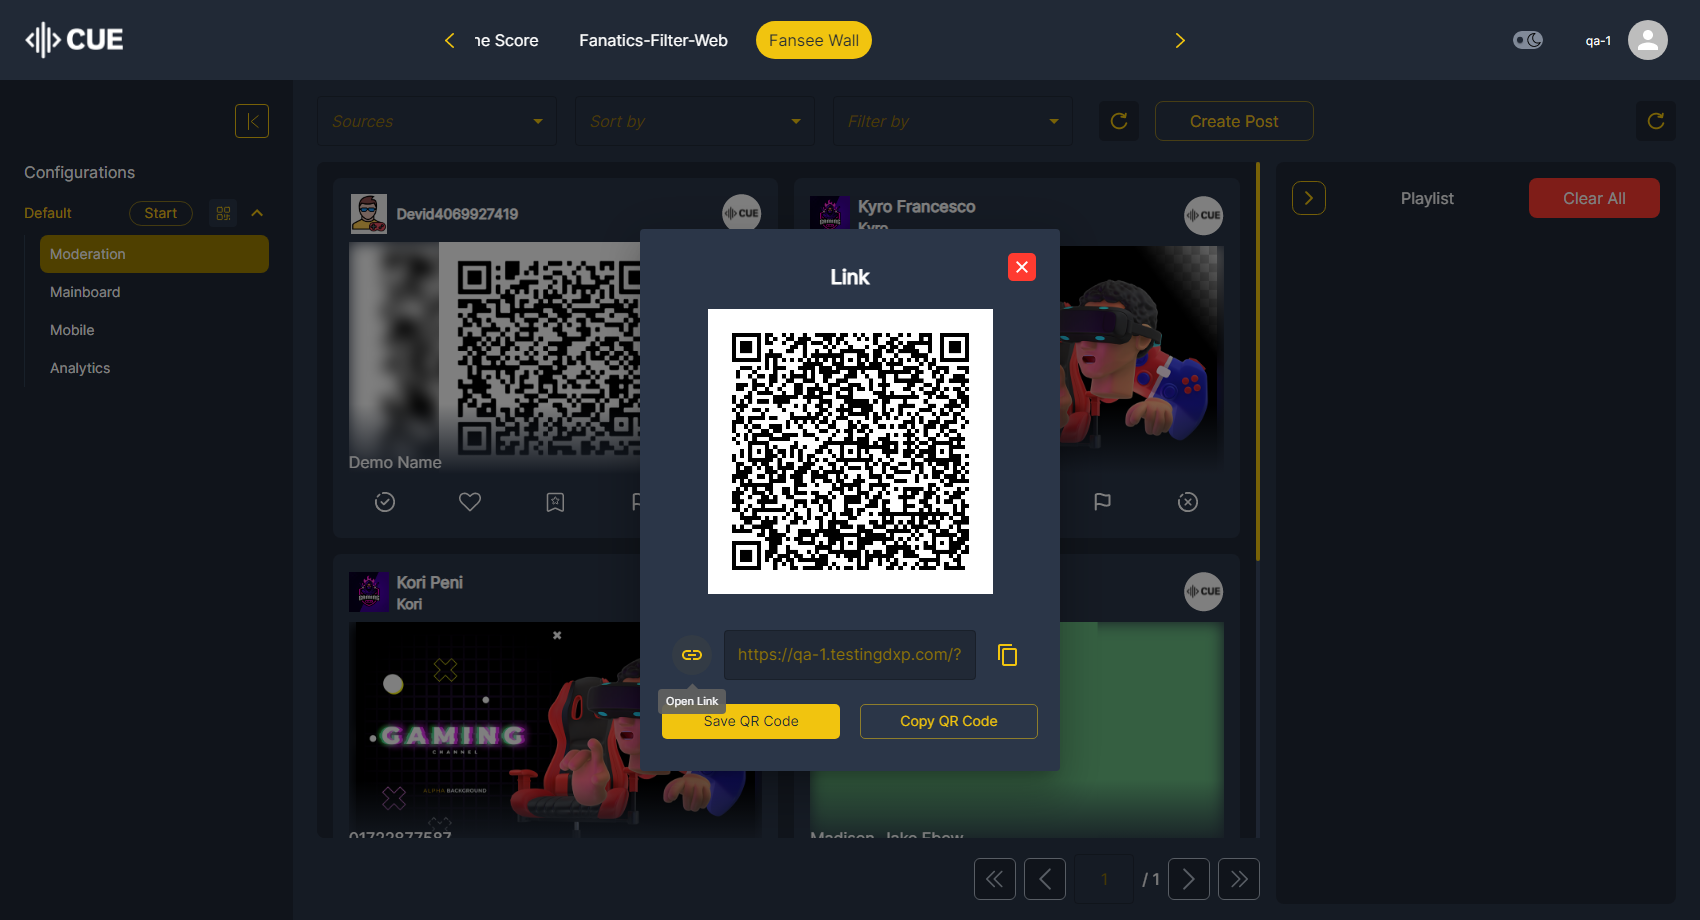 CUE
ne Score
Fanatics-Filter-Web
Fansee Wall
qa-1
Sources
Sort by
Filter by
Create Post
Configurations
Default
Start
Moderation
Mainboard
Mobile
Analytics
Devid4069927419
CUE
Demo Name
Kyro Francesco
Kyro
CUE
Playlist
Clear All
Link
https://qa-1.testingdxp.com/?
Open Link
Save QR Code
Copy QR Code
Kori Peni
Kori
GAMING
CHANNEL
ALPHA BACKGROUND
01722877587
CUE
Madison, Jake Ebow
1
/ 1